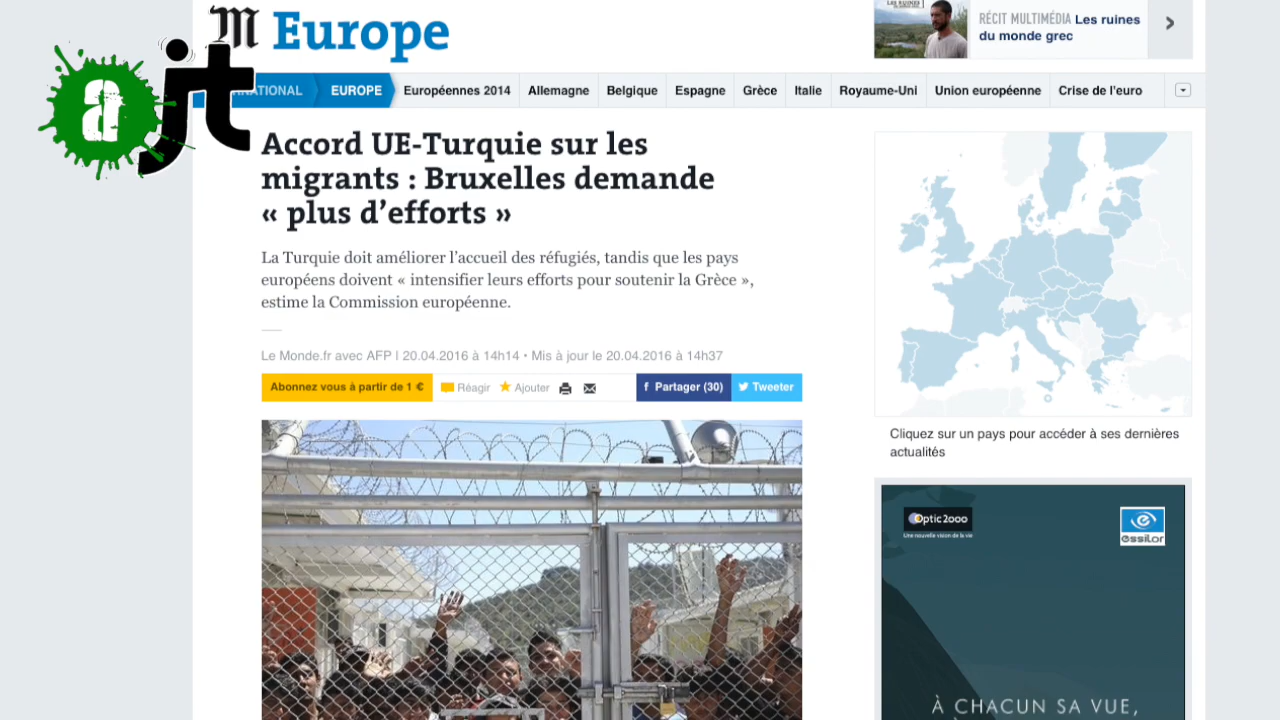 M Europe
RÉCIT MULTIMÉDIA Les ruines
du monde grec
ajt
NATIONAL
EUROPE
Européennes 2014
Allemagne
Belgique
Espagne
Grèce
Italie
Royaume-Uni
Union européenne
Crise de l'euro
Accord UE-Turquie sur les
migrants : Bruxelles demande
« plus d’efforts »
La Turquie doit améliorer l’accueil des réfugiés, tandis que les pays
européens doivent « intensifier leurs efforts pour soutenir la Grèce »,
estime la Commission européenne.
Le Monde.fr avec AFP | 20.04.2016 à 14h14 • Mis à jour le 20.04.2016 à 14h37
Abonnez vous à partir de 1 €
Réagir
Ajouter
f Partager (30)
Tweeter
Cliquez sur un pays pour accéder à ses dernières
actualités
Optic 2000
Une nouvelle vision de la vie
essilor
À CHACUN SA VUE,